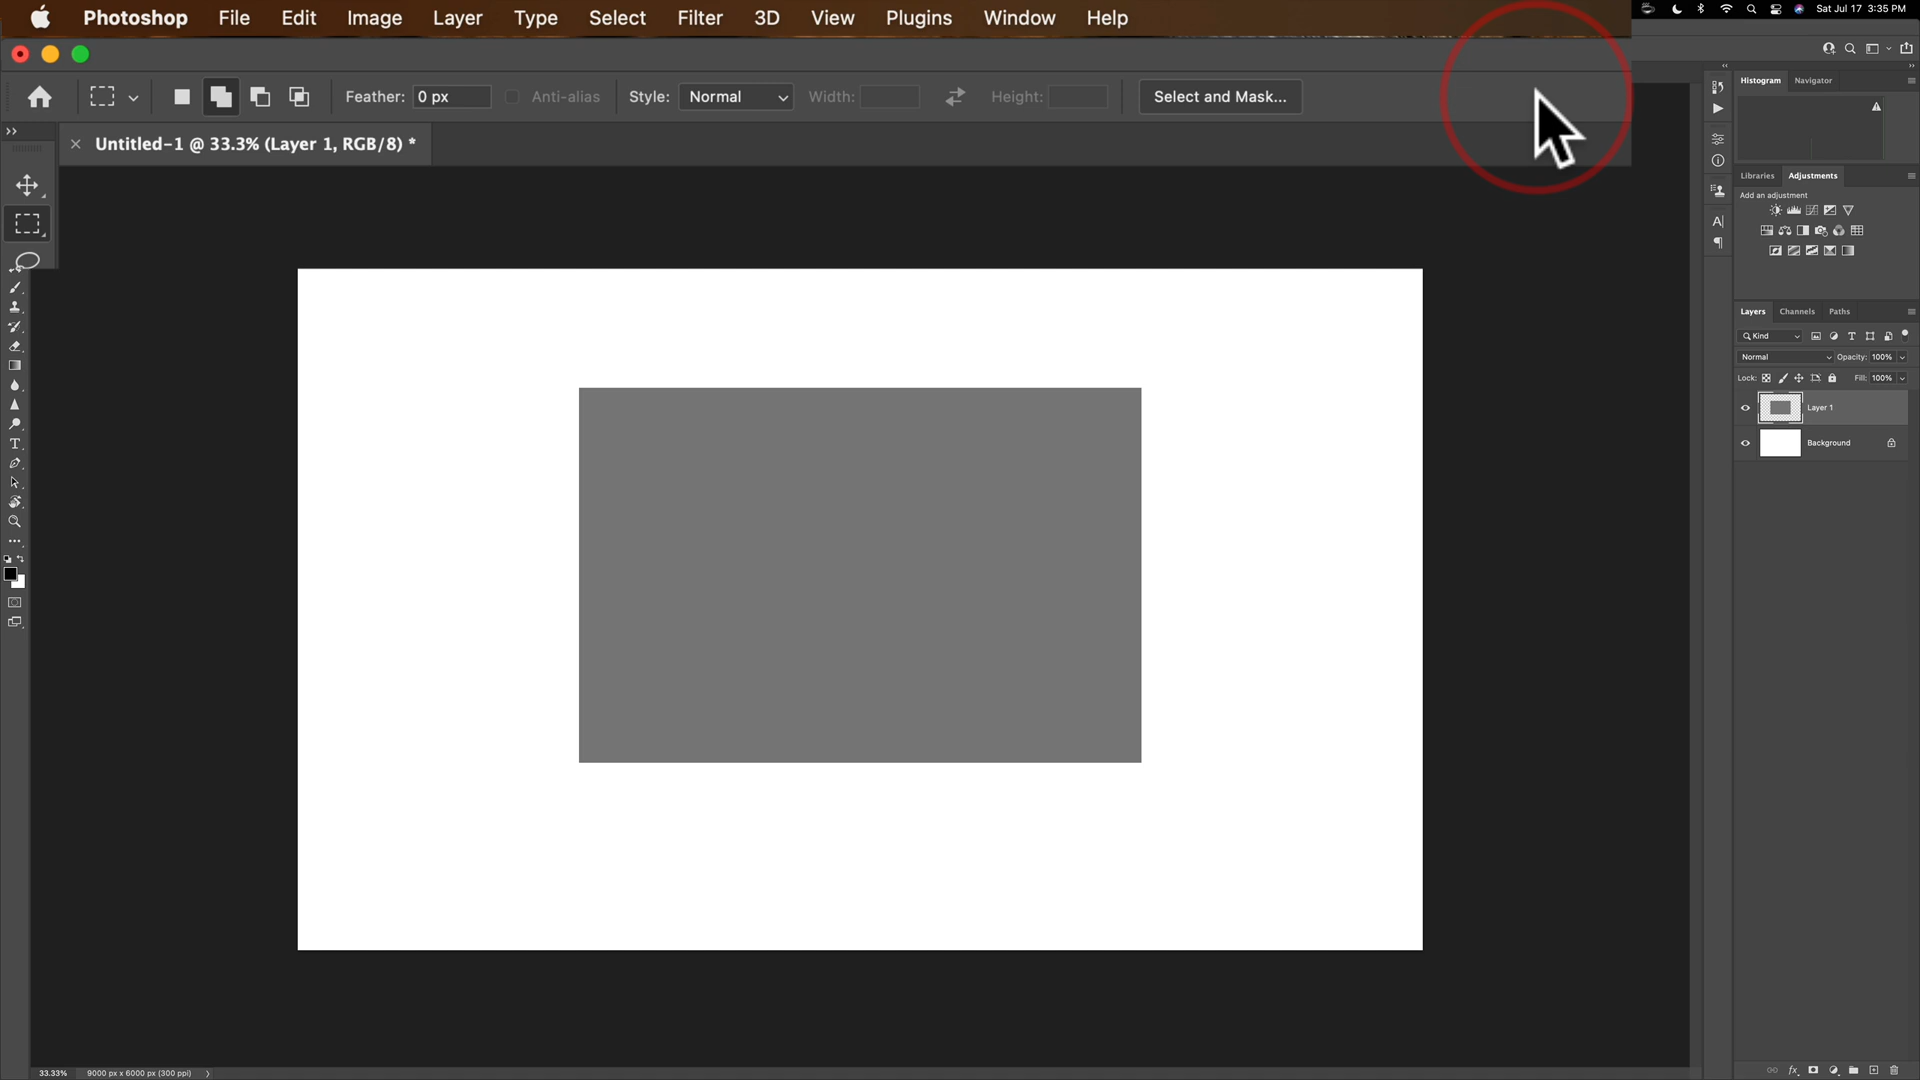 Photoshop File Edit Image Layer Type Select Filter 3D View Plugins Window Help
Sat Jul 17 3:35 PM
Feather: 0 px Anti-alias Style: Normal Width: Height: Select and Mask...
Untitled-1 @ 33.3% (Layer 1, RGB/8) *
Histogram Navigator
Libraries Adjustments
Add an adjustment
Layers Channels Paths
Kind
Normal Opacity: 100%
Lock: Fill: 100%
Layer 1
Background
33.33% 9000 px x 6000 px (300 ppi)